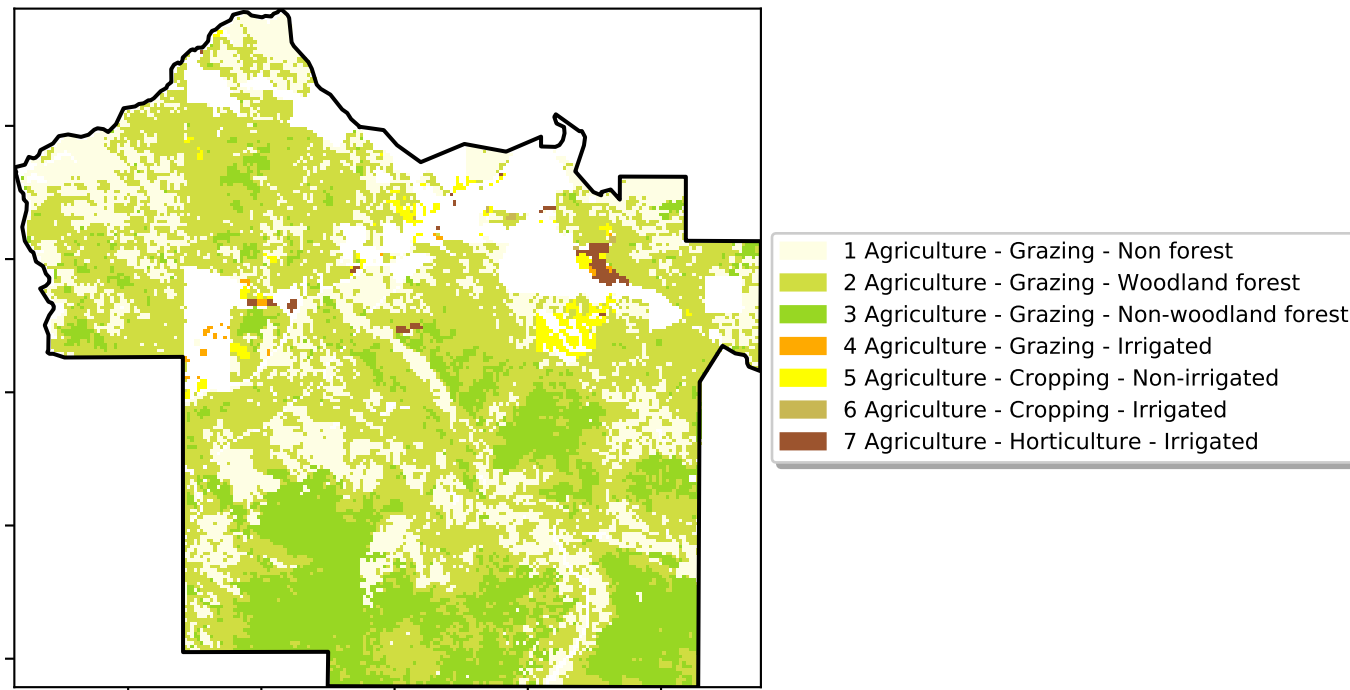 1 Agriculture - Grazing - Non forest
2 Agriculture - Grazing - Woodland forest
3 Agriculture - Grazing - Non-woodland forest
4 Agriculture - Grazing - Irrigated
5 Agriculture - Cropping - Non-irrigated
6 Agriculture - Cropping - Irrigated
7 Agriculture - Horticulture - Irrigated